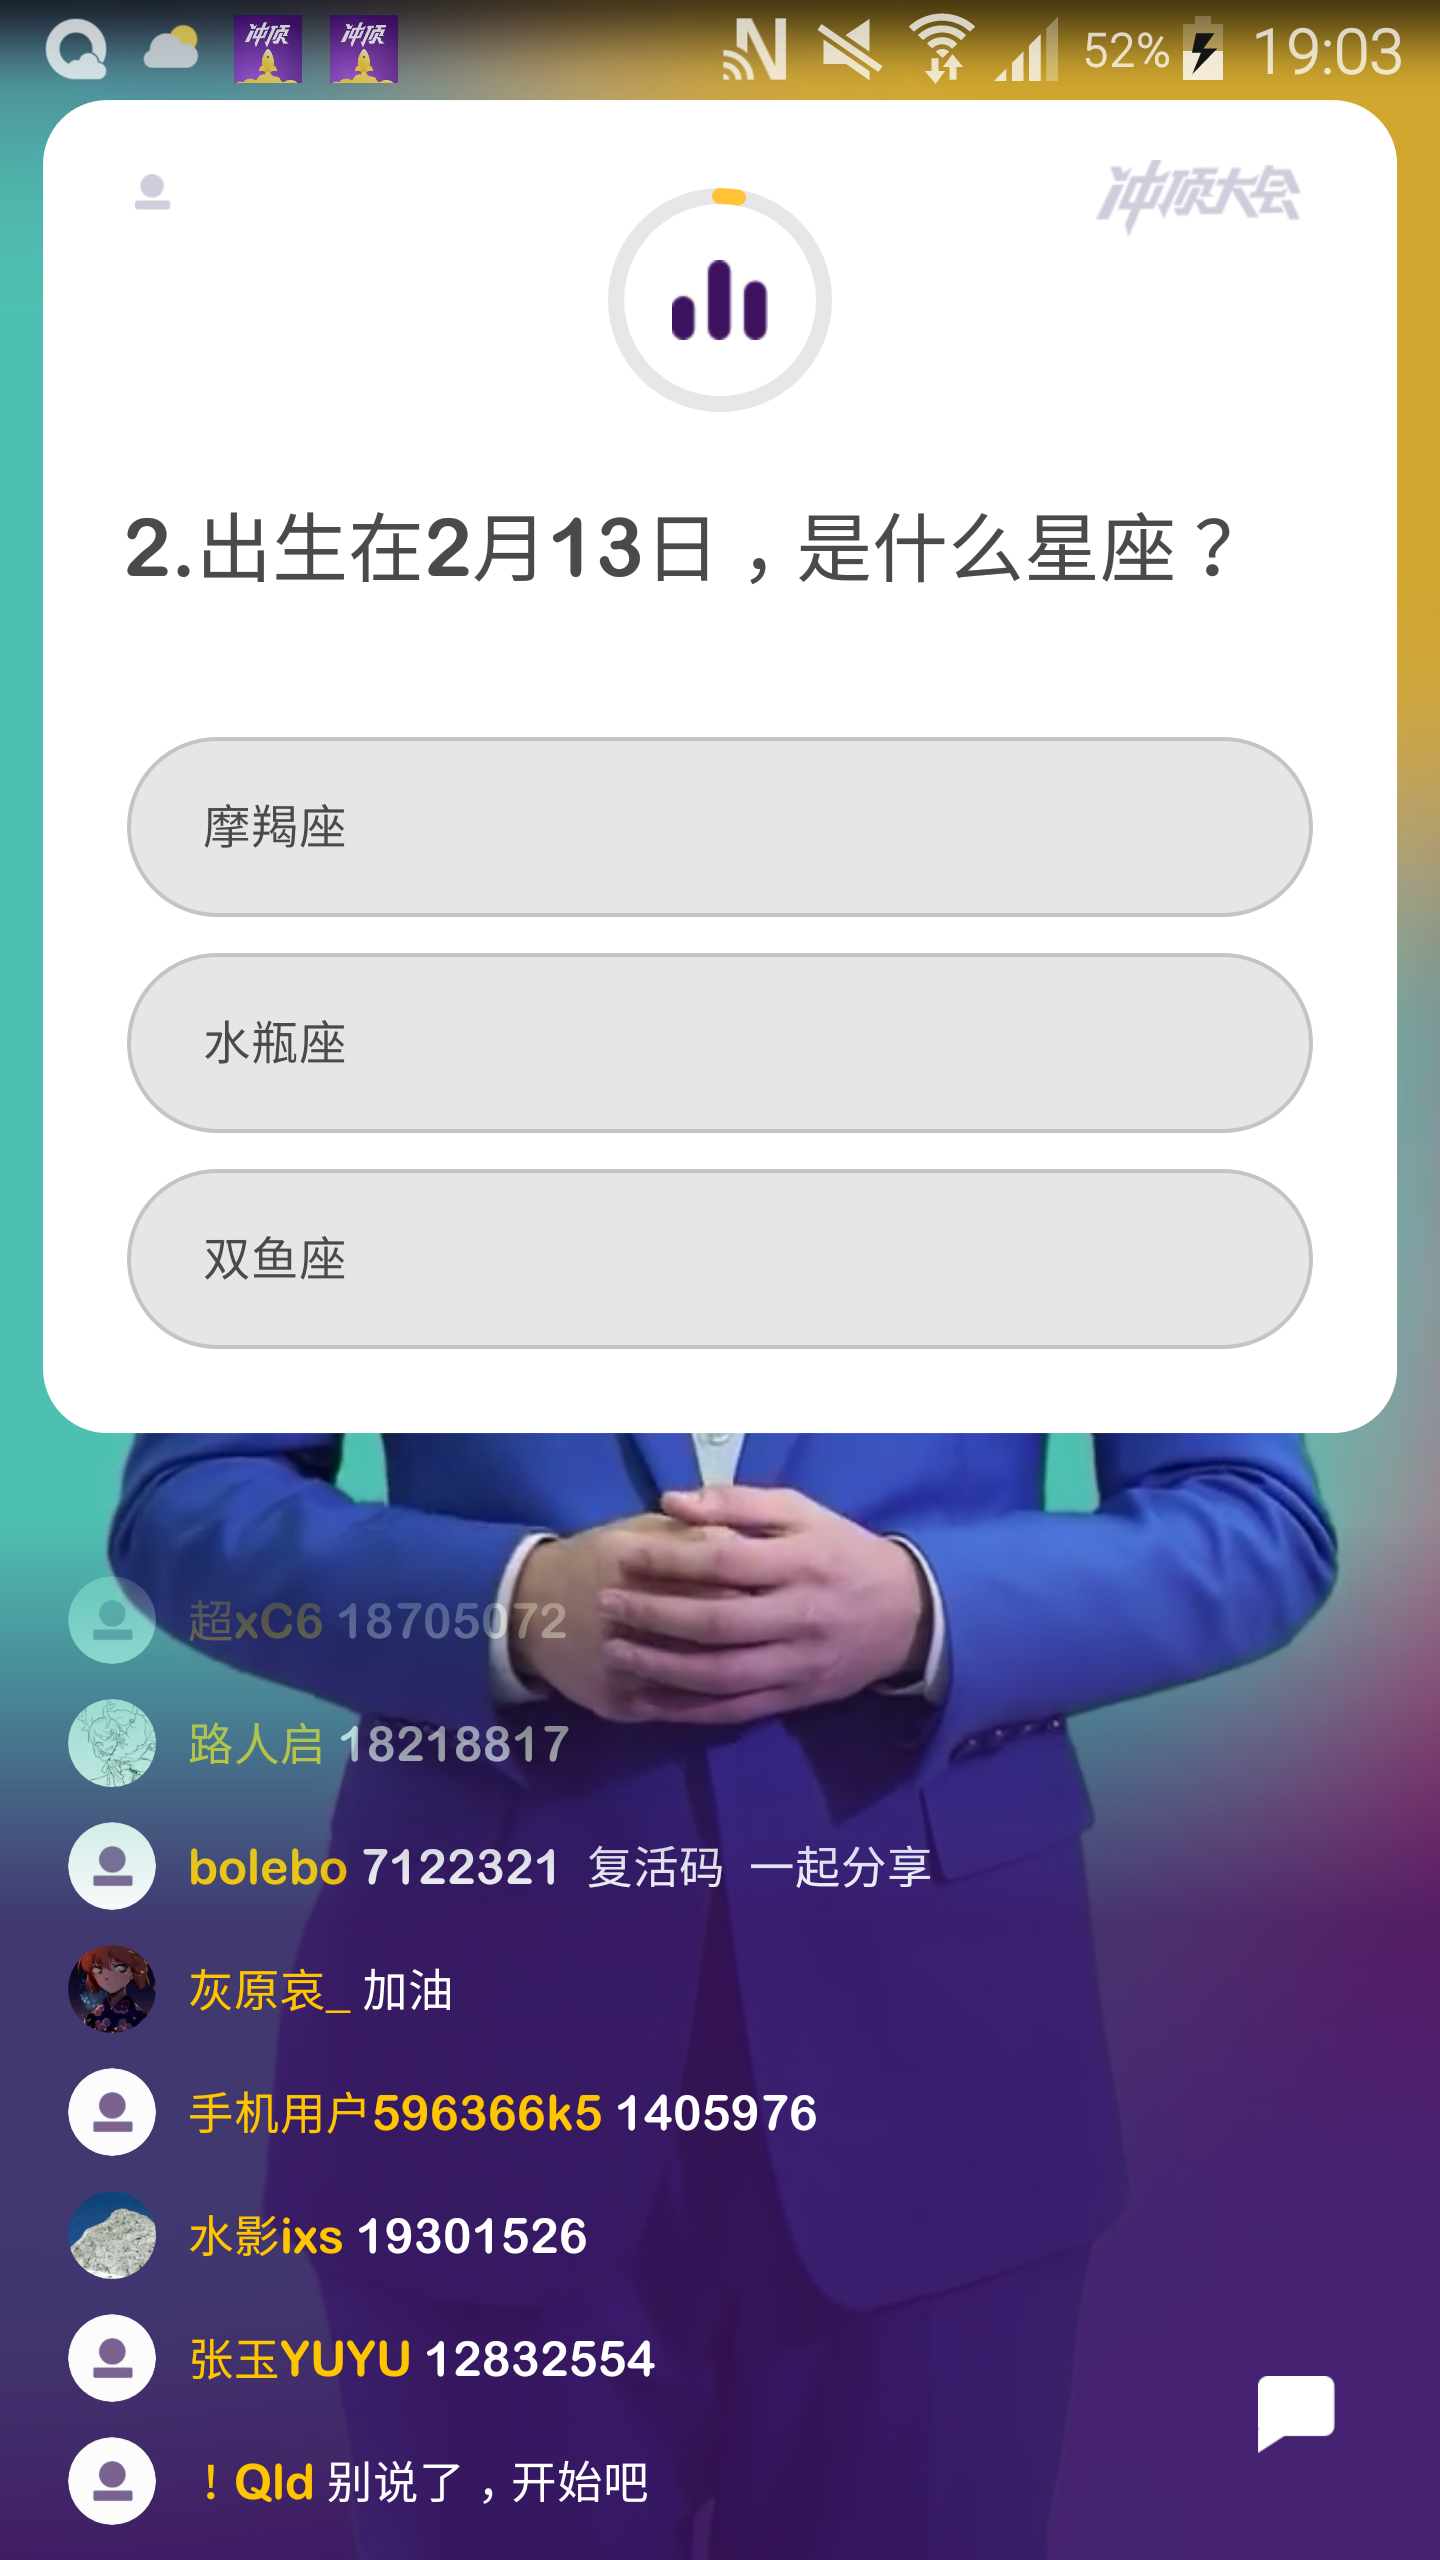 冲顶
冲顶
52%
19:03
冲顶大会
2.出生在2月13日，是什么星座？
摩羯座
水瓶座
双鱼座
超xC6 18705072
路人启 18218817
bolebo 7122321 复活码 一起分享
灰原哀_ 加油
手机用户596366k5 1405976
水影ixs 19301526
张玉YUYU 12832554
！Qld 别说了，开始吧